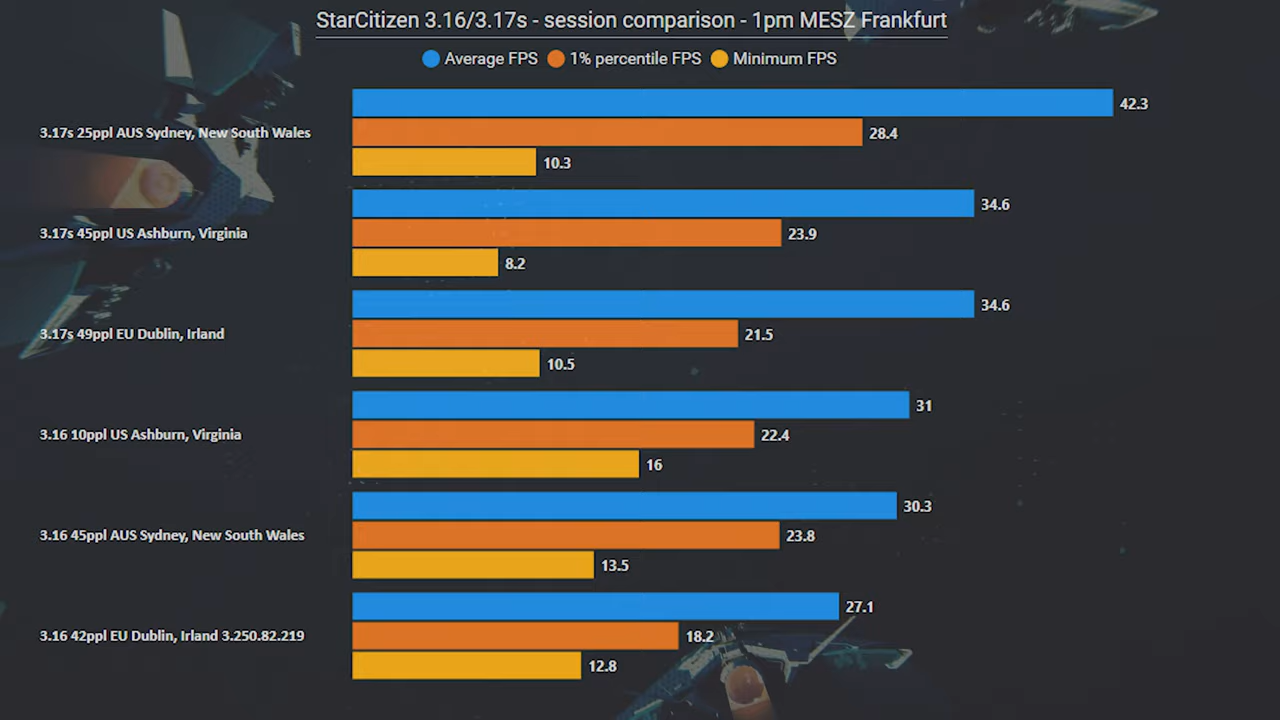 StarCitizen 3.16/3.17s - session comparison - 1pm MESZ Frankfurt
Average FPS 1% percentile FPS Minimum FPS
3.17s 25ppl AUS Sydney, New South Wales
42.3
28.4
10.3
3.17s 45ppl US Ashburn, Virginia
34.6
23.9
8.2
3.17s 49ppl EU Dublin, Irland
34.6
21.5
10.5
3.16 10ppl US Ashburn, Virginia
31
22.4
16
3.16 45ppl AUS Sydney, New South Wales
30.3
23.8
13.5
3.16 42ppl EU Dublin, Irland 3.250.82.219
27.1
18.2
12.8